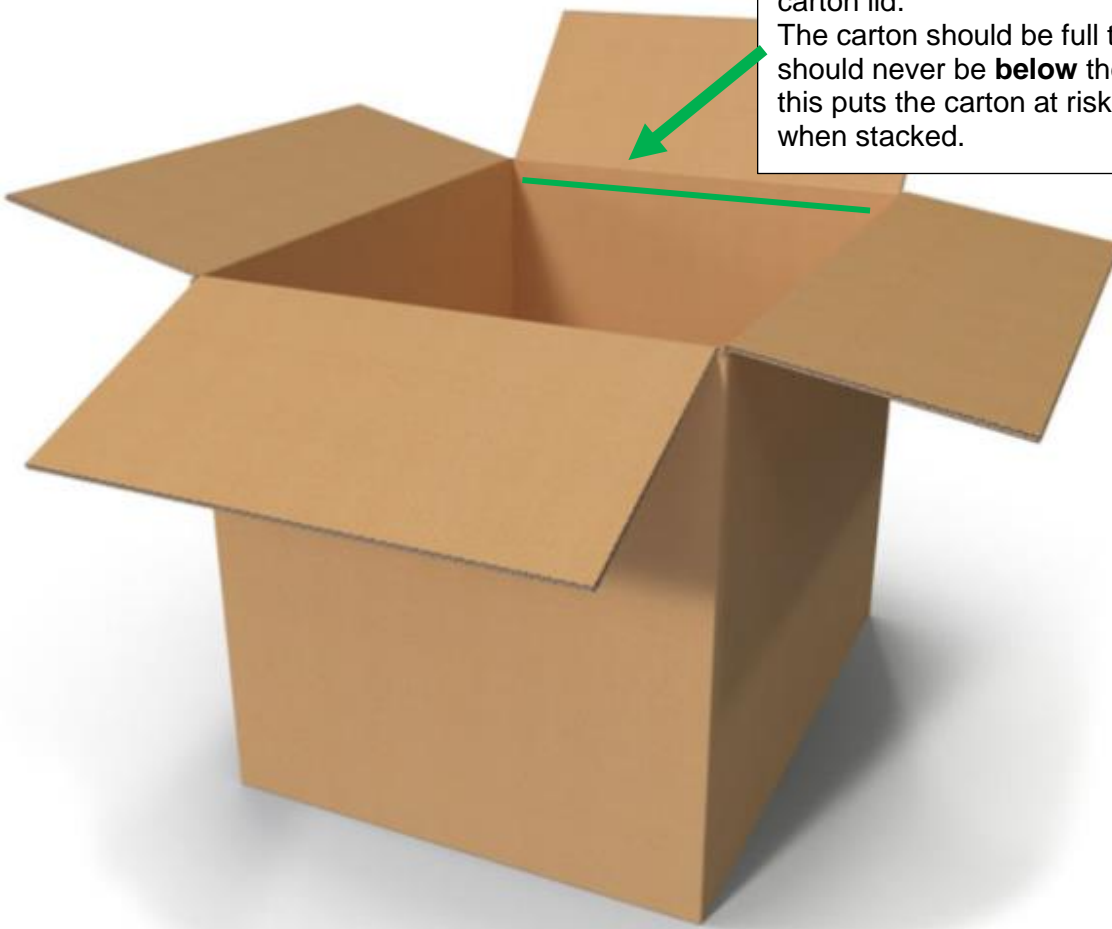 carton lid.
The carton should be full
should never be below
this puts the carton at risk
when stacked.